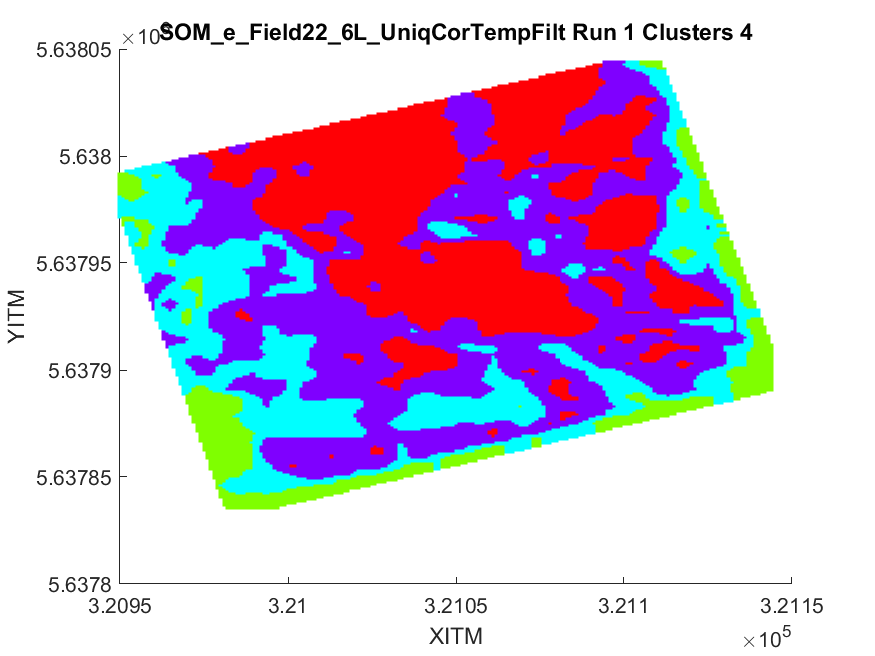 SOM_e_Field22_6L_UniqCorTempFilt Run 1 Clusters 4
×10
5.63805
5.638
5.63795
5.6379
5.63785
5.6378
YITM
3.2095 3.21 3.2105 3.211 3.2115
XITM
×10^5